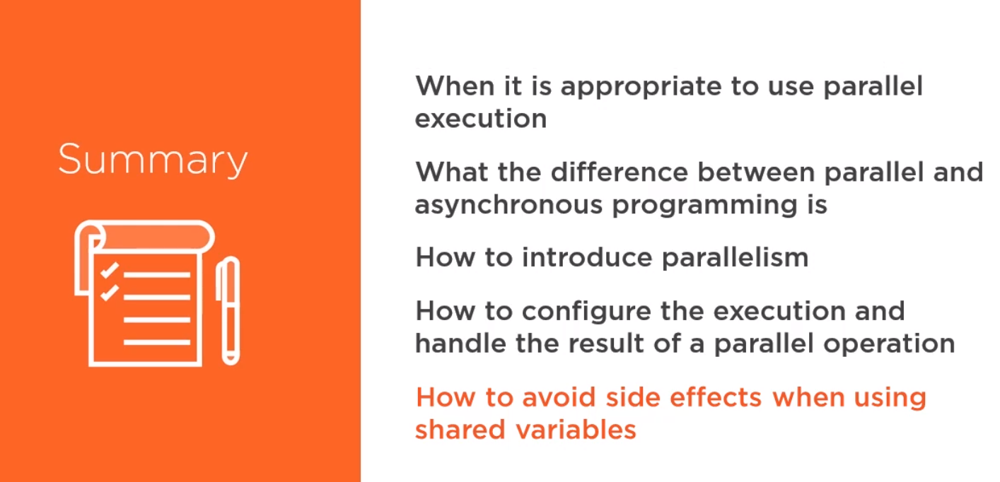 Summary
When it is appropriate to use parallel
execution
What the difference between parallel and
asynchronous programming is
How to introduce parallelism
How to configure the execution and
handle the result of a parallel operation
How to avoid side effects when using
shared variables